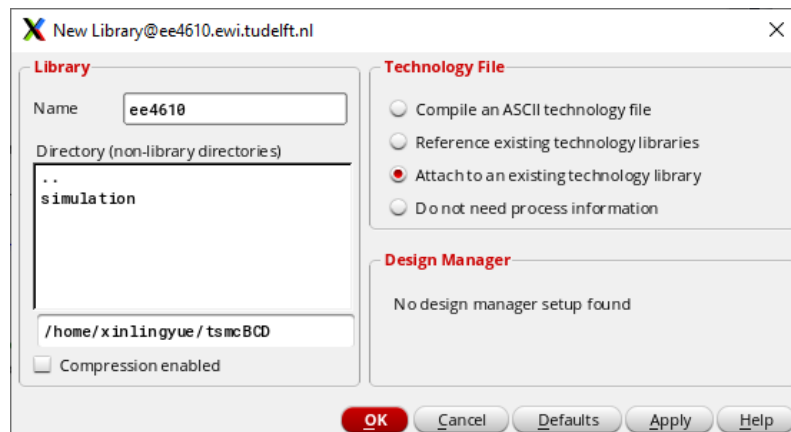 New Library@ee4610.ewi.tudelft.nl
Library
Name ee4610
Directory (non-library directories)
..
simulation
/home/xinlingyue/tsmcBCD
Compression enabled
Technology File
Compile an ASCII technology file
Reference existing technology libraries
Attach to an existing technology library
Do not need process information
Design Manager
No design manager setup found
OK Cancel Defaults Apply Help